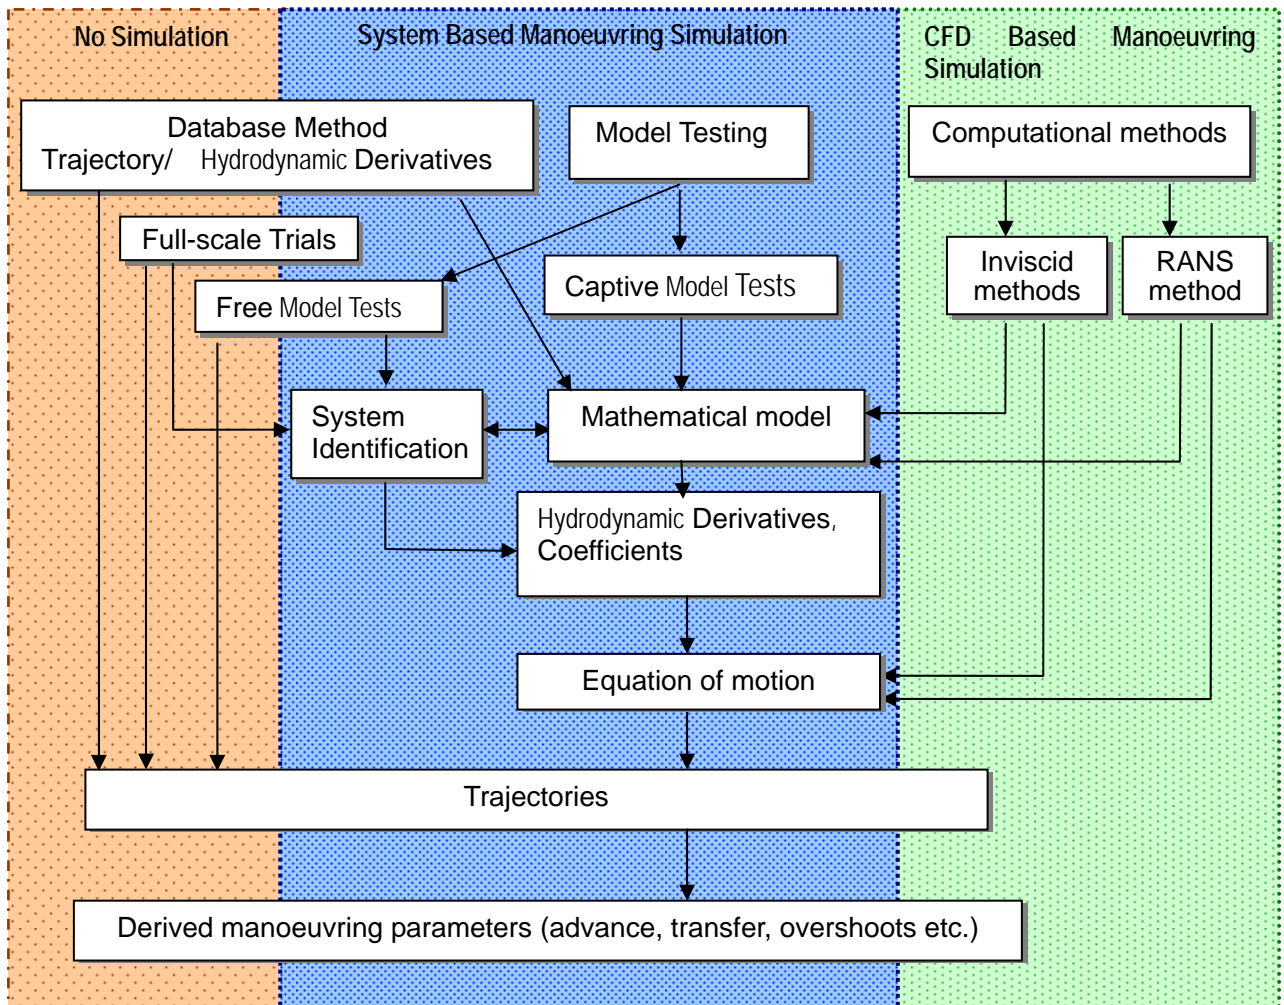 No Simulation
System Based Manoeuvring Simulation
CFD Based Manoeuvring
Simulation
Database Method
Trajectory/ Hydrodynamic Derivatives
Model Testing
Computational methods
Full-scale Trials
Free Model Tests
Captive Model Tests
Inviscid
methods
RANS
method
System
Identification
Mathematical model
Hydrodynamic Derivatives,
Coefficients
Equation of motion
Trajectories
Derived manoeuvring parameters (advance, transfer, overshoots etc.)